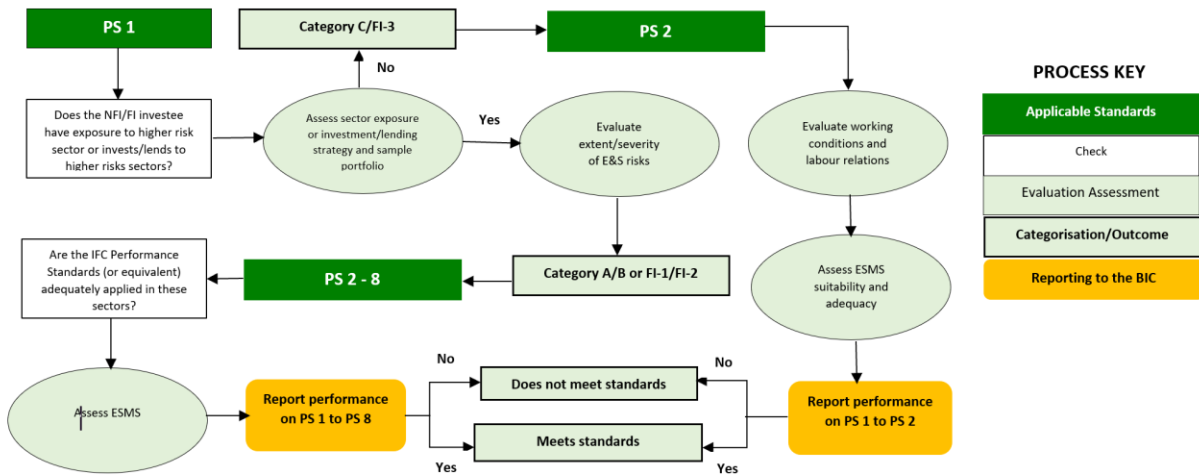 PS 1
Category C/FI-3
PS 2
No
Does the NFI/FI investee
have exposure to higher risk
sector or invests/lends to
higher risks sectors?
Assess sector exposure
or investment/lending
strategy and sample
portfolio
Yes
Evaluate
extent/severity
of E&S risks
Evaluate working
conditions and
labour relations
PROCESS KEY
Applicable Standards
Check
Evaluation Assessment
Categorisation/Outcome
Reporting to the BIC
Are the IFC Performance
Standards (or equivalent)
adequately applied in these
sectors?
PS 2 - 8
Category A/B or FI-1/FI-2
Assess ESMS
suitability and
adequacy
Assess ESMS
Report performance
on PS 1 to PS 8
No
Yes
Does not meet standards
Meets standards
No
Yes
Report performance
on PS 1 to PS 2